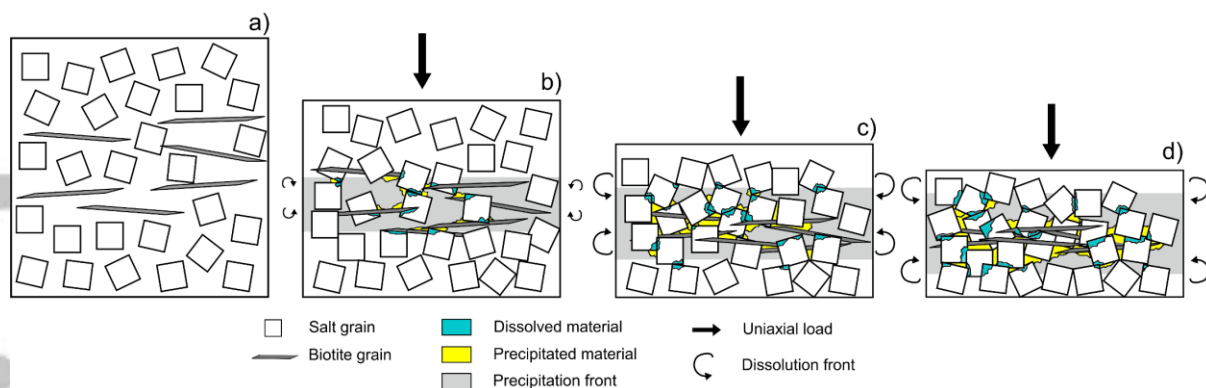 a)
b)
c)
d)
Salt grain
Biotite grain
Dissolved material
Precipitated material
Precipitation front
Uniaxial load
Dissolution front